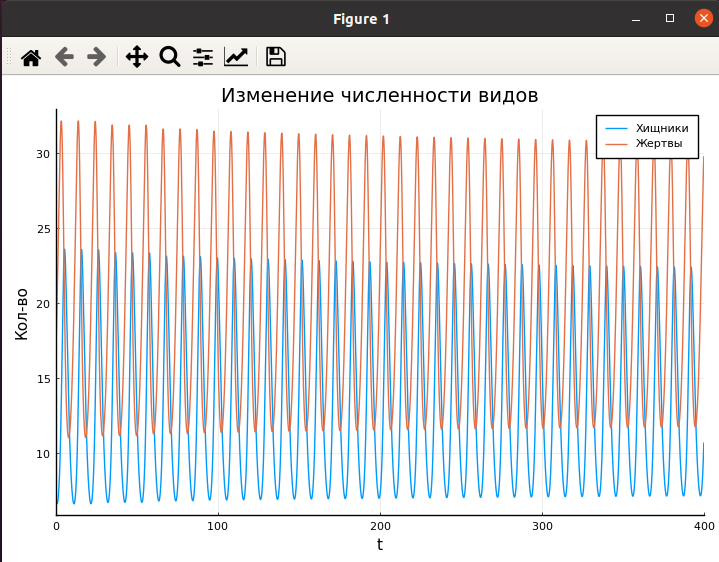 Figure 1
Изменение численности видов
Хищники
Жертвы
Кол-во
30
25
20
15
10
0
100
200
300
400
t